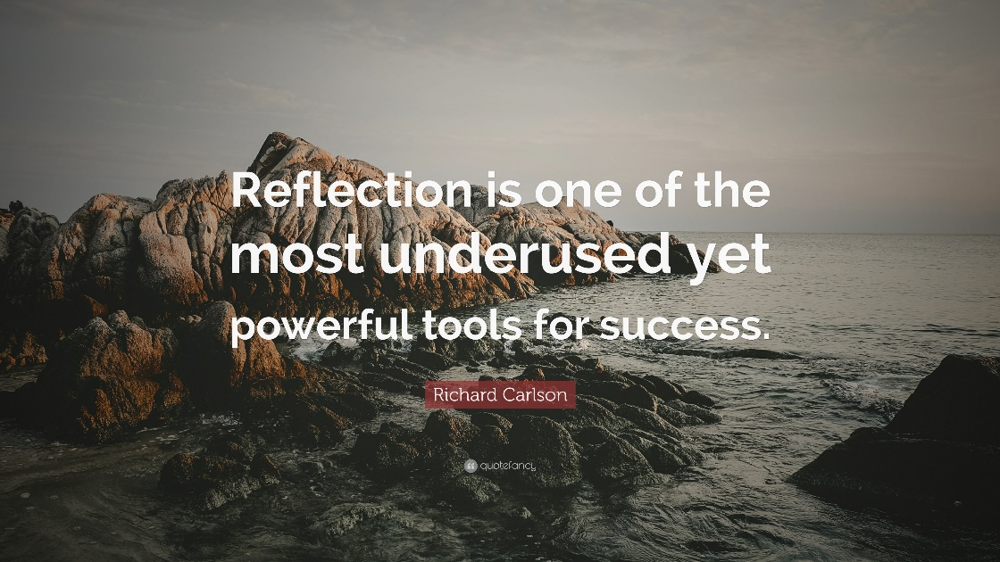 Reflection is one of the
most underused yet
powerful tools for success.
Richard Carlson
quotefancy